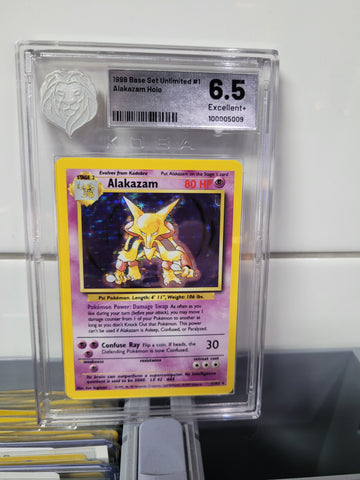 1999 Base Set Unlimited #1
Alakazam Holo
6.5
Excellent+
100005009
KOBA
Evolves from Kadabra
Put Alakazam on the Stage 1 card
STAGE 2
Alakazam
80 HP
Psi Pokémon. Length: 4' 11", Weight: 106 lbs.
Pokémon Power: Damage Swap As often as you
like during your turn (before your attack), you may move 1
damage counter from 1 of your Pokémon to another as
long as you don't Knock Out that Pokémon. This power
can't be used if Alakazam is Asleep, Confused, or Paralyzed.
Confuse Ray Flip a coin. If heads, the
Defending Pokémon is now Confused.
30
weakness
resistance
retreat cost
Its brain can outperform a supercomputer. Its intelligence
quotient is said to be 5000. LV. 42 #65